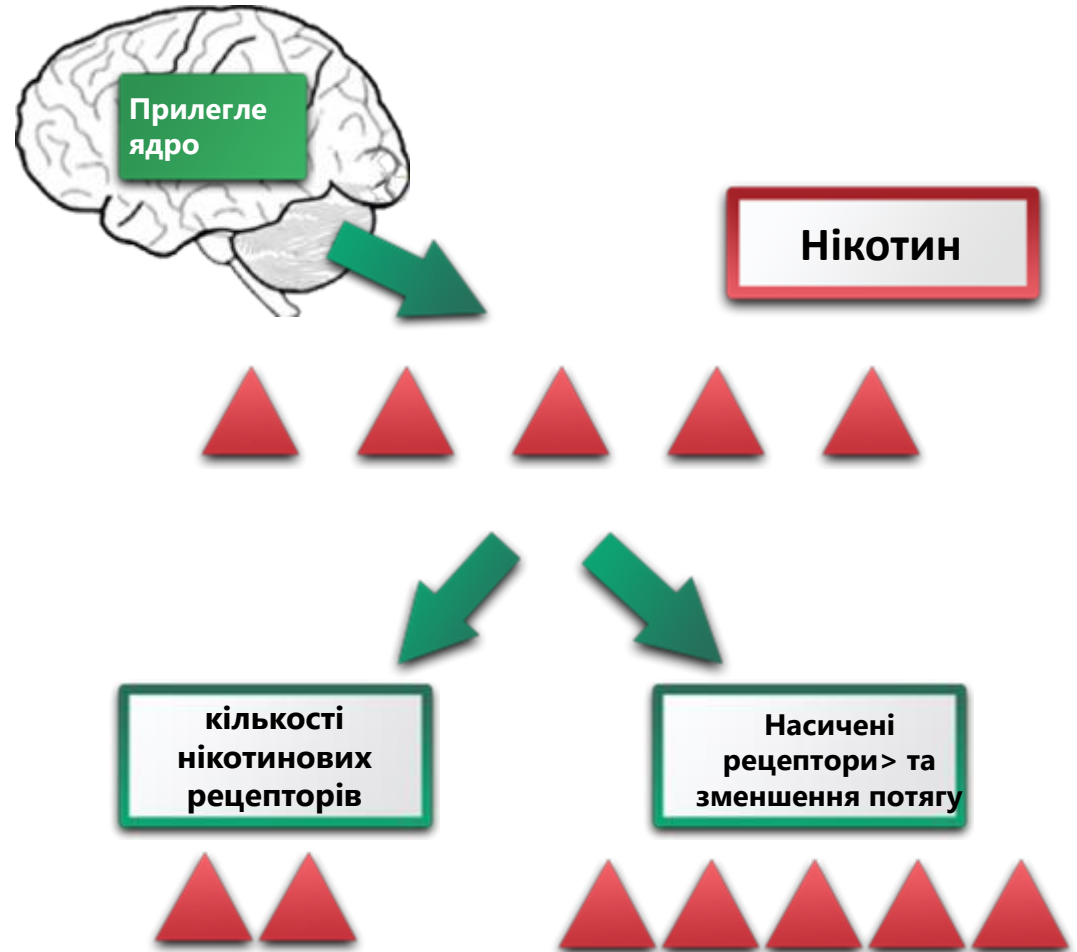 Прилегле
ядро
Нікотин
кількості
нікотинових
рецепторів
Насичені
рецептори> та
зменшення потягу